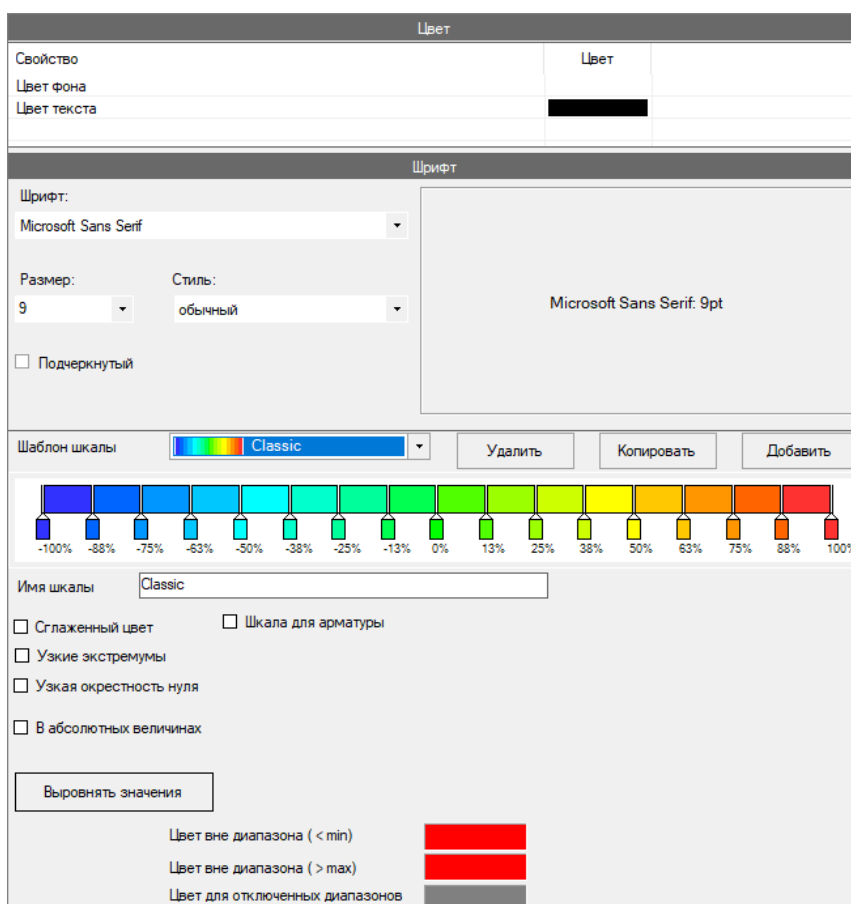 Цвет
Свойство Цвет
Цвет фона
Цвет текста
Шрифт
Шрифт:
Microsoft Sans Serif
Размер: Стиль:
9 обычный
Microsoft Sans Serif: 9pt
Подчеркнутый
Шаблон шкалы Classic Удалить Копировать Добавить
-100% -88% -75% -63% -50% -38% -25% -13% 0% 13% 25% 38% 50% 63% 75% 88% 100%
Имя шкалы Classic
Сглаженный цвет Шкала для арматуры
Узкие экстремумы
Узкая окрестность нуля
В абсолютных величинах
Выровнять значения
Цвет вне диапазона ( < min)
Цвет вне диапазона ( > max)
Цвет для отключенных диапазонов